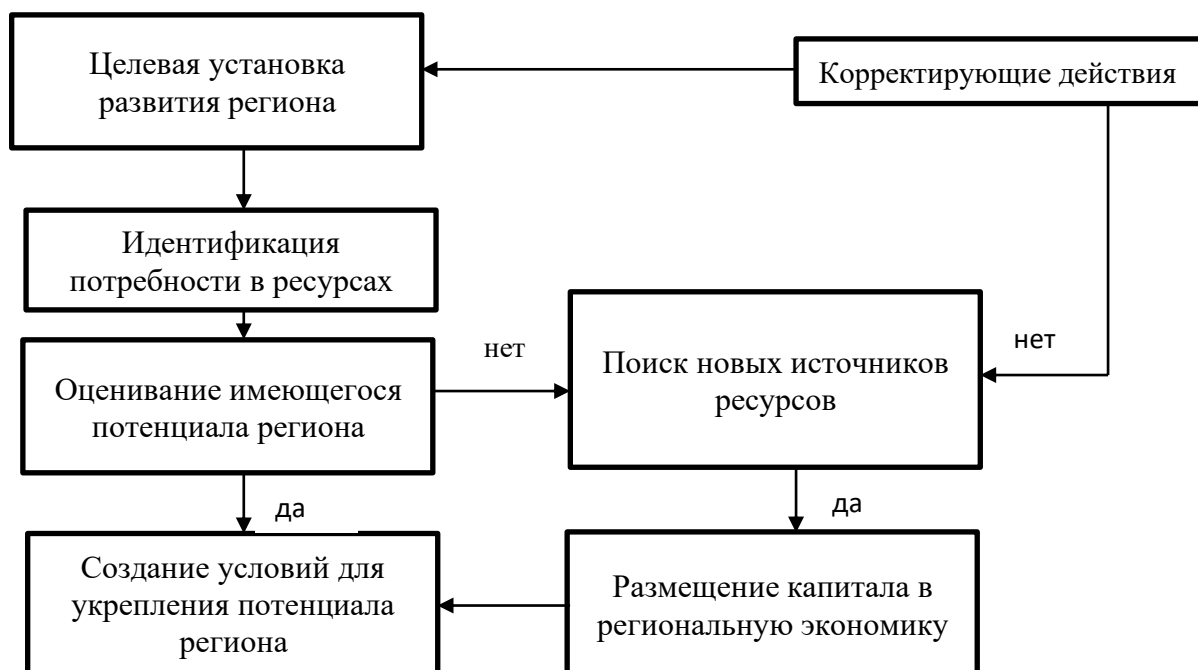 Целевая установка
развития региона
Корректирующие действия
Идентификация
потребности в ресурсах
нет
нет
Оценивание имеющегося
потенциала региона
Поиск новых источников
ресурсов
да
да
Создание условий для
укрепления потенциала
региона
Размещение капитала в
региональную экономику